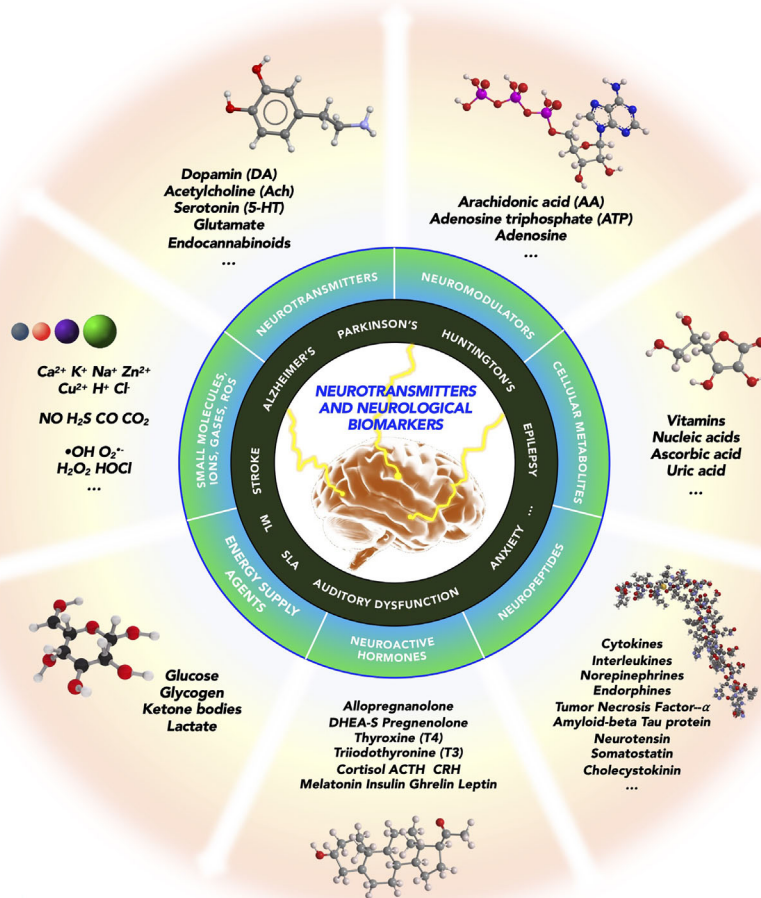 Dopamin (DA)
Acetylcholine (Ach)
Serotonin (5-HT)
Glutamate
Endocannabinoids
...
Arachidonic acid (AA)
Adenosine triphosphate (ATP)
Adenosine
...
Ca²⁺ K⁺ Na⁺ Zn²⁺
Cu²⁺ H⁺ Cl⁻
NO H₂S CO CO₂
•OH O₂•⁻
H₂O₂ HOCl
...
Vitamins
Nucleic acids
Ascorbic acid
Uric acid
...
NEUROTRANSMITTERS
NEUROMODULATORS
CELLULAR METABOLITES
NEUROPEPTIDES
NEUROACTIVE
HORMONES
ENERGY SUPPLY
AGENTS
SMALL MOLECULES,
IONS, GASES, ROS
ALZHEIMER'S
PARKINSON'S
HUNTINGTON'S
EPILEPSY
...
ANXIETY
AUDITORY DYSFUNCTION
SLA
ML
STROKE
NEUROTRANSMITTERS
AND NEUROLOGICAL
BIOMARKERS
Glucose
Glycogen
Ketone bodies
Lactate
Allopregnanolone
DHEA-S Pregnenolone
Thyroxine (T4)
Triiodothyronine (T3)
Cortisol ACTH CRH
Melatonin Insulin Ghrelin Leptin
Cytokines
Interleukines
Norepinephrines
Endorphines
Tumor Necrosis Factor--α
Amyloid-beta Tau protein
Neurotensin
Somatostatin
Cholecystokinin
...